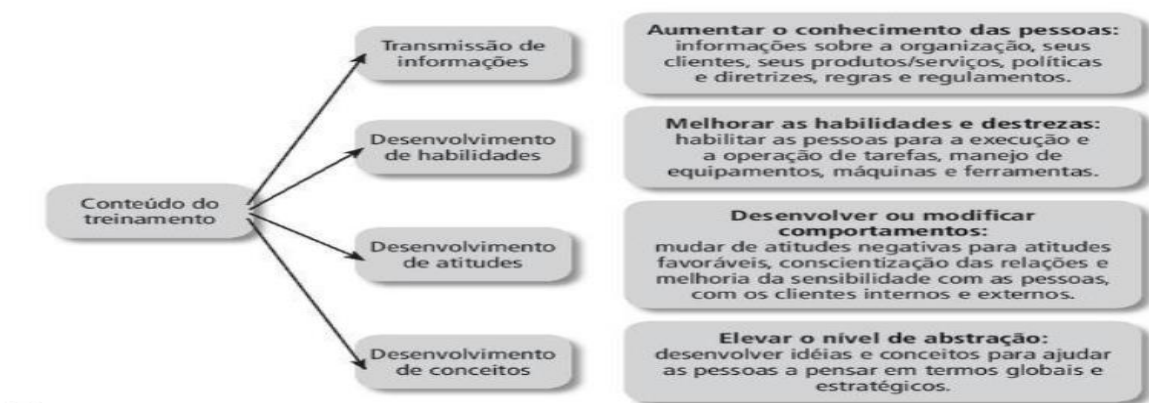 Transmissão de
informações
Aumentar o conhecimento das pessoas:
informações sobre a organização, seus
clientes, seus produtos/serviços, políticas
e diretrizes, regras e regulamentos.
Desenvolvimento
de habilidades
Melhorar as habilidades e destrezas:
habilitar as pessoas para a execução e
a operação de tarefas, manejo de
equipamentos, máquinas e ferramentas.
Conteúdo do
treinamento
Desenvolvimento
de atitudes
Desenvolver ou modificar
comportamentos:
mudar de atitudes negativas para atitudes
favoráveis, conscientização das relações e
melhoria da sensibilidade com as pessoas,
com os clientes internos e externos.
Desenvolvimento
de conceitos
Elevar o nível de abstração:
desenvolver idéias e conceitos para ajudar
as pessoas a pensar em termos globais e
estratégicos.